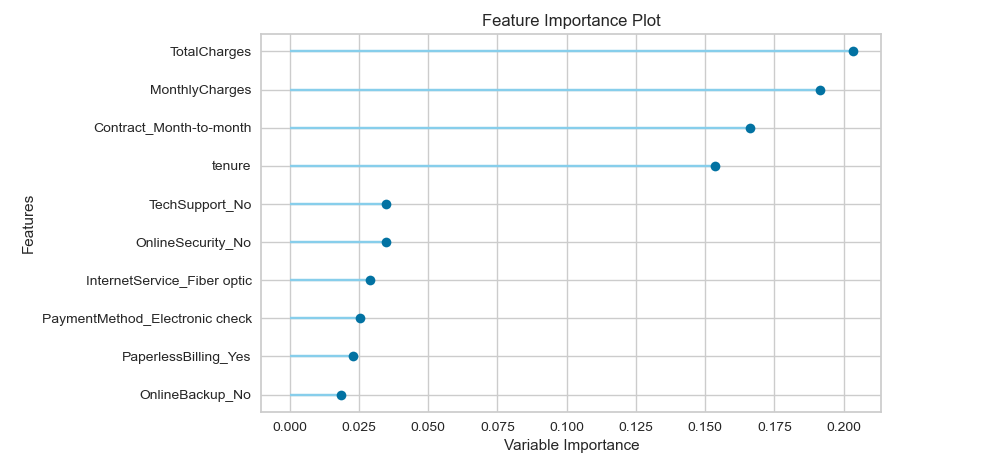 Feature Importance Plot
TotalCharges
MonthlyCharges
Contract_Month-to-month
tenure
TechSupport_No
OnlineSecurity_No
InternetService_Fiber optic
PaymentMethod_Electronic check
PaperlessBilling_Yes
OnlineBackup_No
Features
0.000 0.025 0.050 0.075 0.100 0.125 0.150 0.175 0.200
Variable Importance